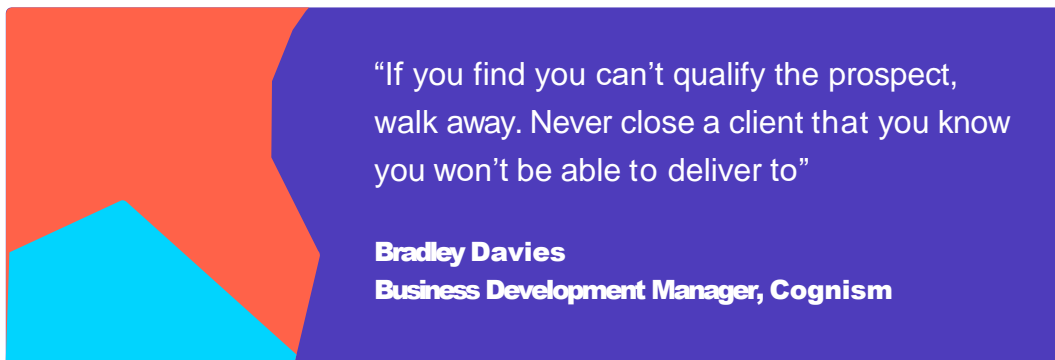 “If you find you can’t qualify the prospect,
walk away. Never close a client that you know
you won’t be able to deliver to”
Bradley Davies
Business Development Manager, Cognism